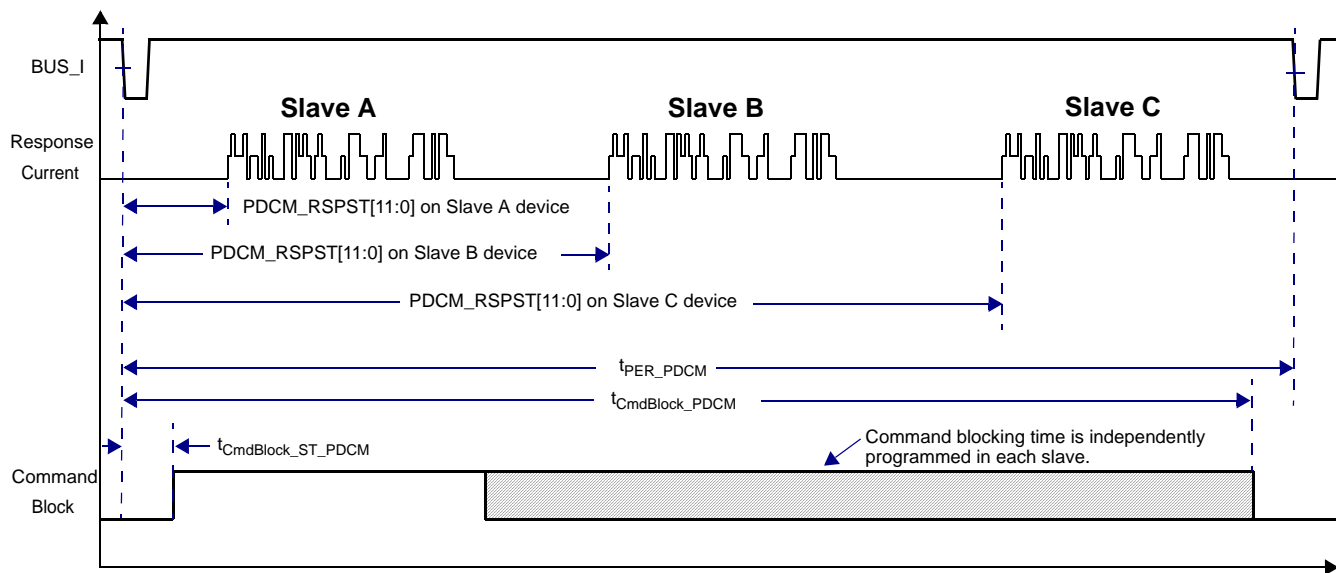 BUS_I
Slave A
Slave B
Slave C
Response
Current
PDCM_RSPST[11:0] on Slave A device
PDCM_RSPST[11:0] on Slave B device
PDCM_RSPST[11:0] on Slave C device
tPER_PDCM
tCmdBlock_PDCM
tCmdBlock_ST_PDCM
Command blocking time is independently
programmed in each slave.
Command
Block